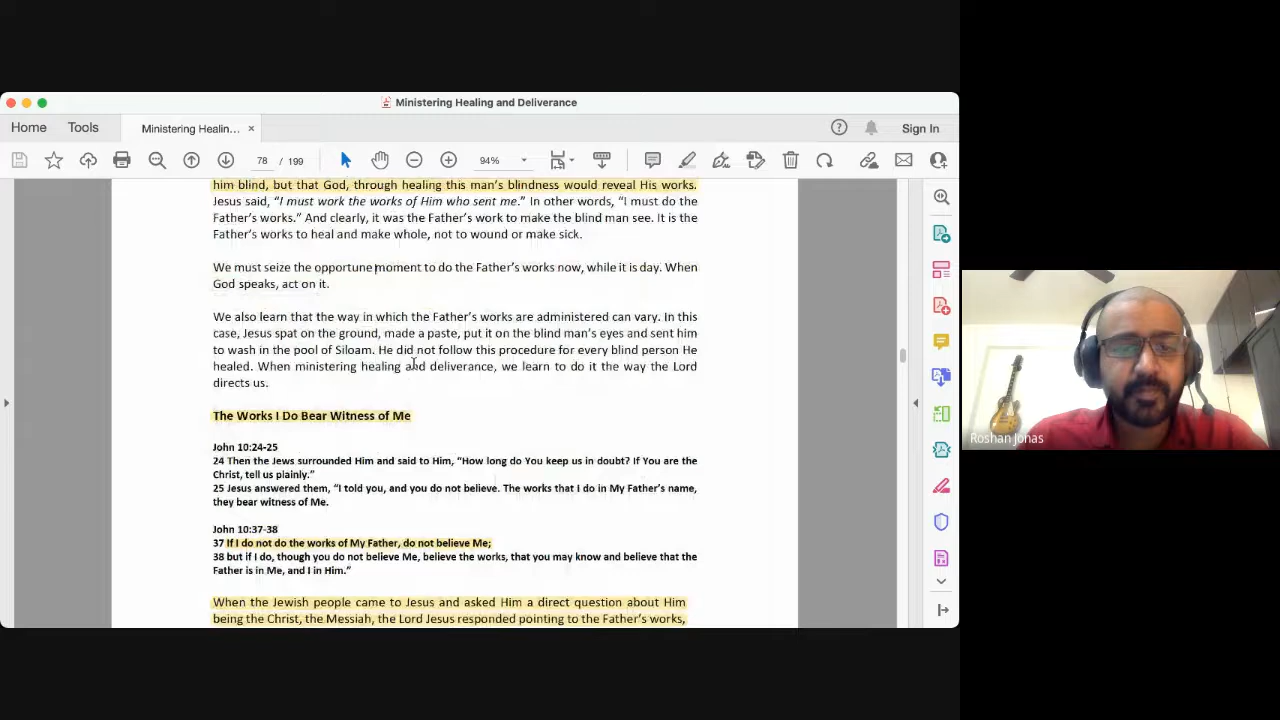 Ministering Healing and Deliverance
Home
Tools
Ministering Healin... ×
Sign In
78 / 199
94%
him blind, but that God, through healing this man's blindness would reveal His works.
Jesus said, “I must work the works of Him who sent me.” In other words, “I must do the
Father's works.” And clearly, it was the Father's work to make the blind man see. It is the
Father's works to heal and make whole, not to wound or make sick.
We must seize the opportune moment to do the Father's works now, while it is day. When
God speaks, act on it.
We also learn that the way in which the Father's works are administered can vary. In this
case, Jesus spat on the ground, made a paste, put it on the blind man's eyes and sent him
to wash in the pool of Siloam. He did not follow this procedure for every blind person He
healed. When ministering healing and deliverance, we learn to do it the way the Lord
directs us.
The Works I Do Bear Witness of Me
John 10:24-25
24 Then the Jews surrounded Him and said to Him, “How long do You keep us in doubt? If You are the
Christ, tell us plainly.”
25 Jesus answered them, “I told you, and you do not believe. The works that I do in My Father's name,
they bear witness of Me.
John 10:37-38
37 If I do not do the works of My Father, do not believe Me;
38 but if I do, though you do not believe Me, believe the works, that you may know and believe that the
Father is in Me, and I in Him.”
When the Jewish people came to Jesus and asked Him a direct question about Him
being the Christ, the Messiah, the Lord Jesus responded pointing to the Father's works,
Roshan Jonas